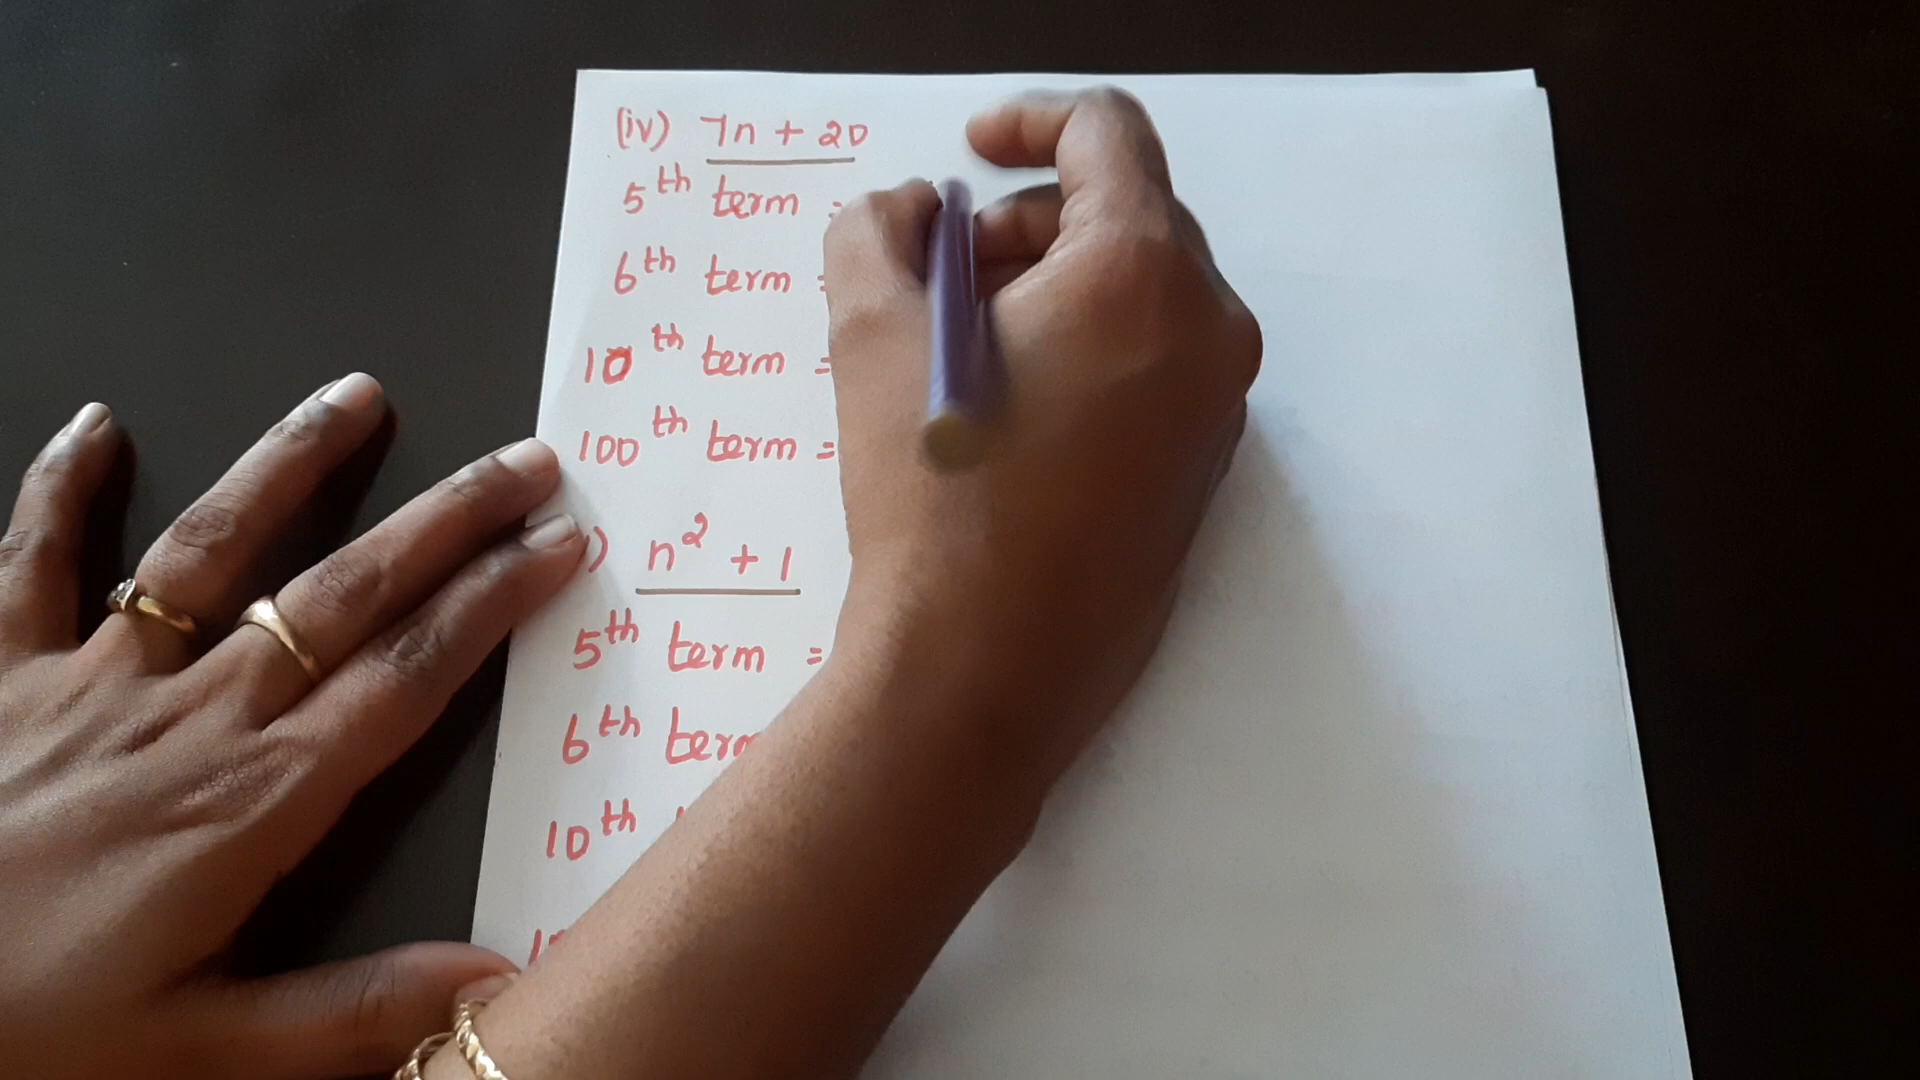 (iv) 7n + 20
5th term =
6th term =
10th term =
100th term =
) n² + 1
5th term =
6th term
10th